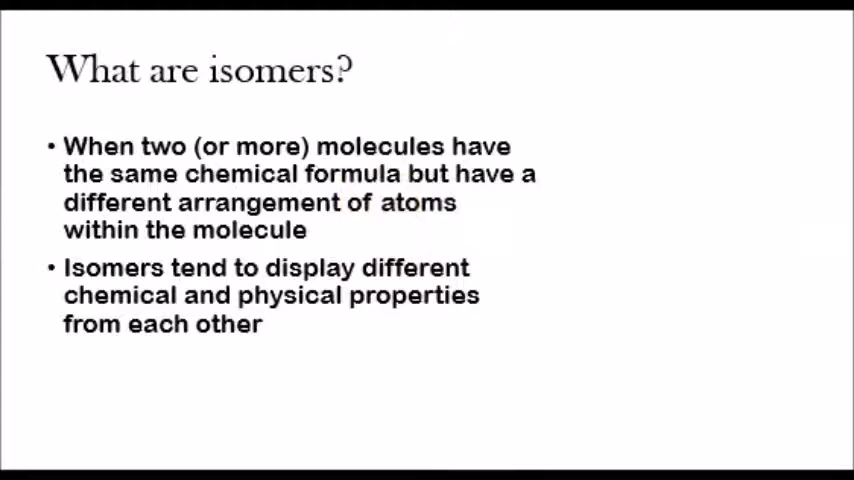 What are isomers?
• When two (or more) molecules have
the same chemical formula but have a
different arrangement of atoms
within the molecule
• Isomers tend to display different
chemical and physical properties
from each other